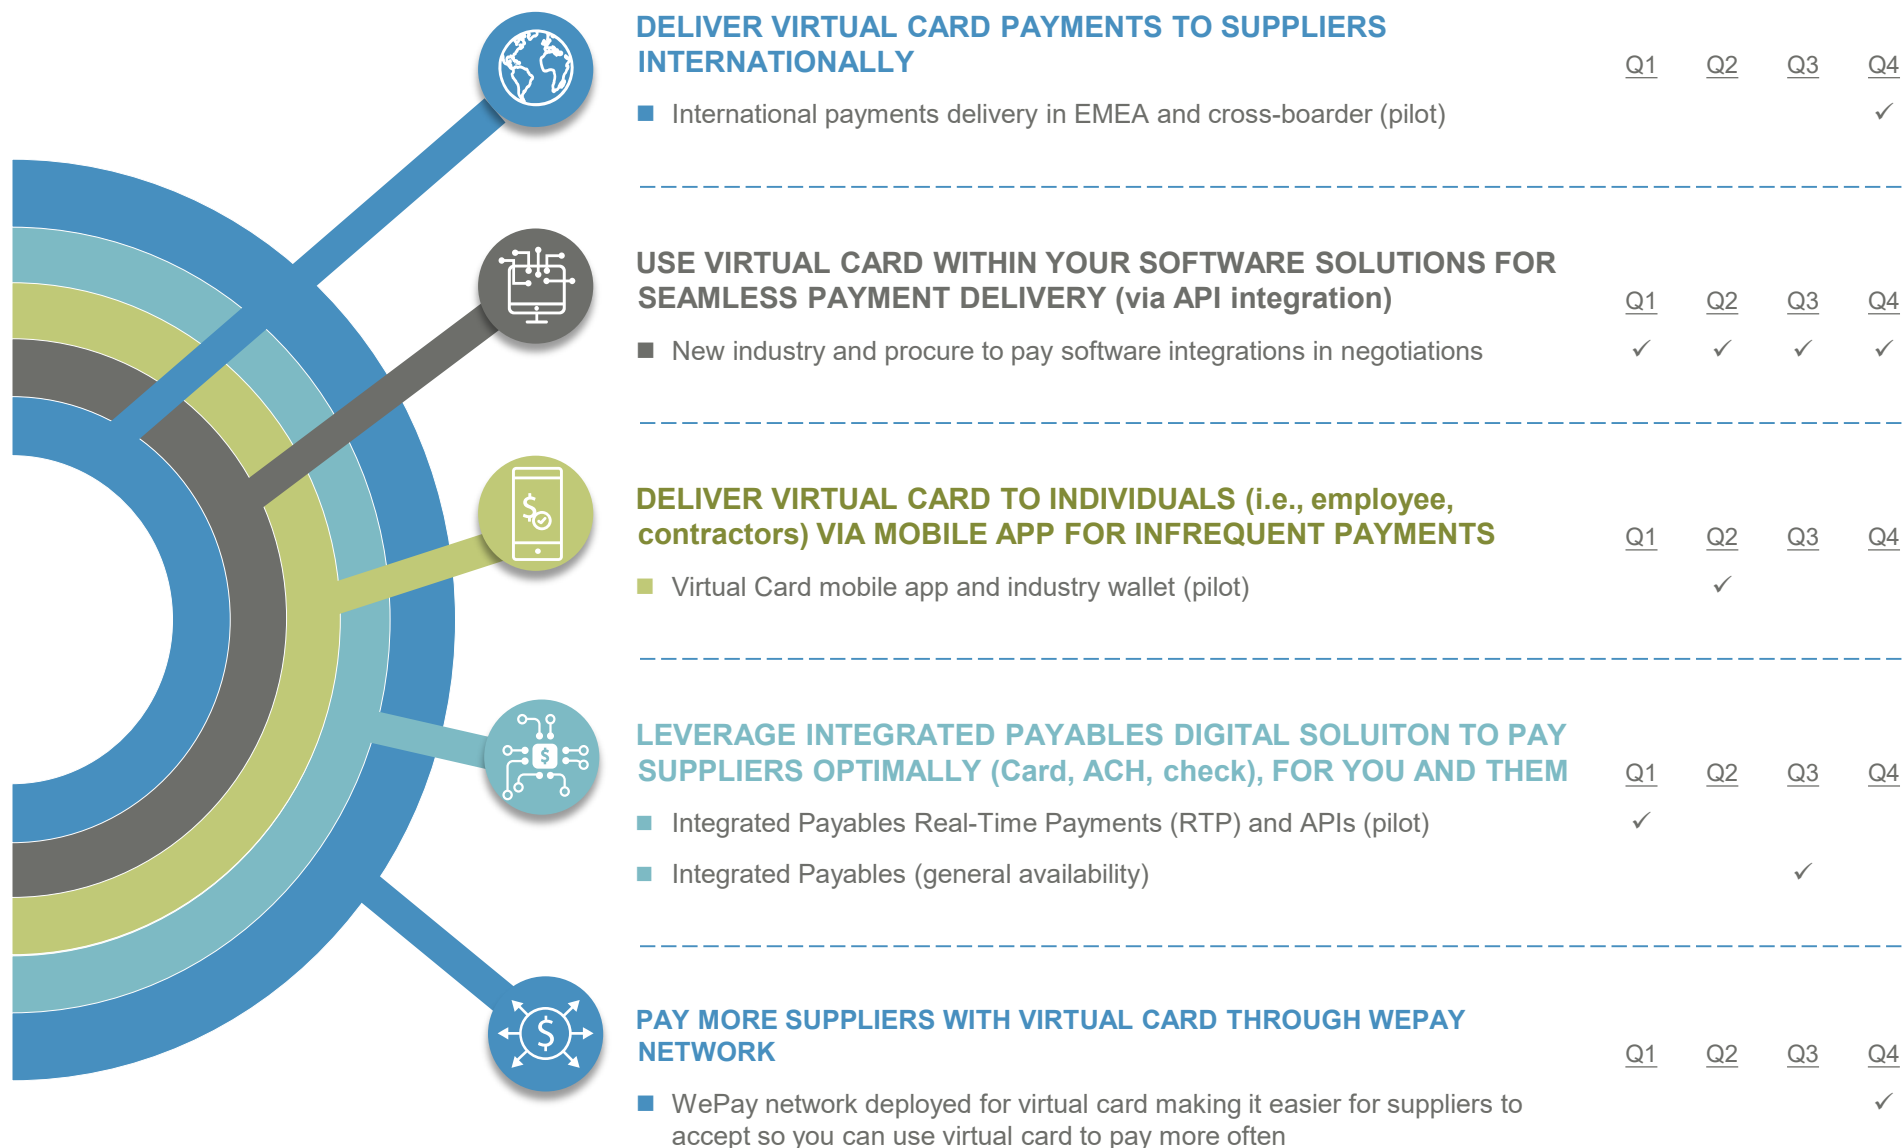 DELIVER VIRTUAL CARD PAYMENTS TO SUPPLIERS
INTERNATIONALLY
Q1 Q2 Q3 Q4
■ International payments delivery in EMEA and cross-boarder (pilot) ✓
USE VIRTUAL CARD WITHIN YOUR SOFTWARE SOLUTIONS FOR
SEAMLESS PAYMENT DELIVERY (via API integration)
Q1 Q2 Q3 Q4
■ New industry and procure to pay software integrations in negotiations ✓ ✓ ✓ ✓
DELIVER VIRTUAL CARD TO INDIVIDUALS (i.e., employee,
contractors) VIA MOBILE APP FOR INFREQUENT PAYMENTS
Q1 Q2 Q3 Q4
■ Virtual Card mobile app and industry wallet (pilot) ✓
LEVERAGE INTEGRATED PAYABLES DIGITAL SOLUITON TO PAY
SUPPLIERS OPTIMALLY (Card, ACH, check), FOR YOU AND THEM
Q1 Q2 Q3 Q4
■ Integrated Payables Real-Time Payments (RTP) and APIs (pilot) ✓
■ Integrated Payables (general availability) ✓
PAY MORE SUPPLIERS WITH VIRTUAL CARD THROUGH WEPAY
NETWORK
Q1 Q2 Q3 Q4
■ WePay network deployed for virtual card making it easier for suppliers to ✓
accept so you can use virtual card to pay more often